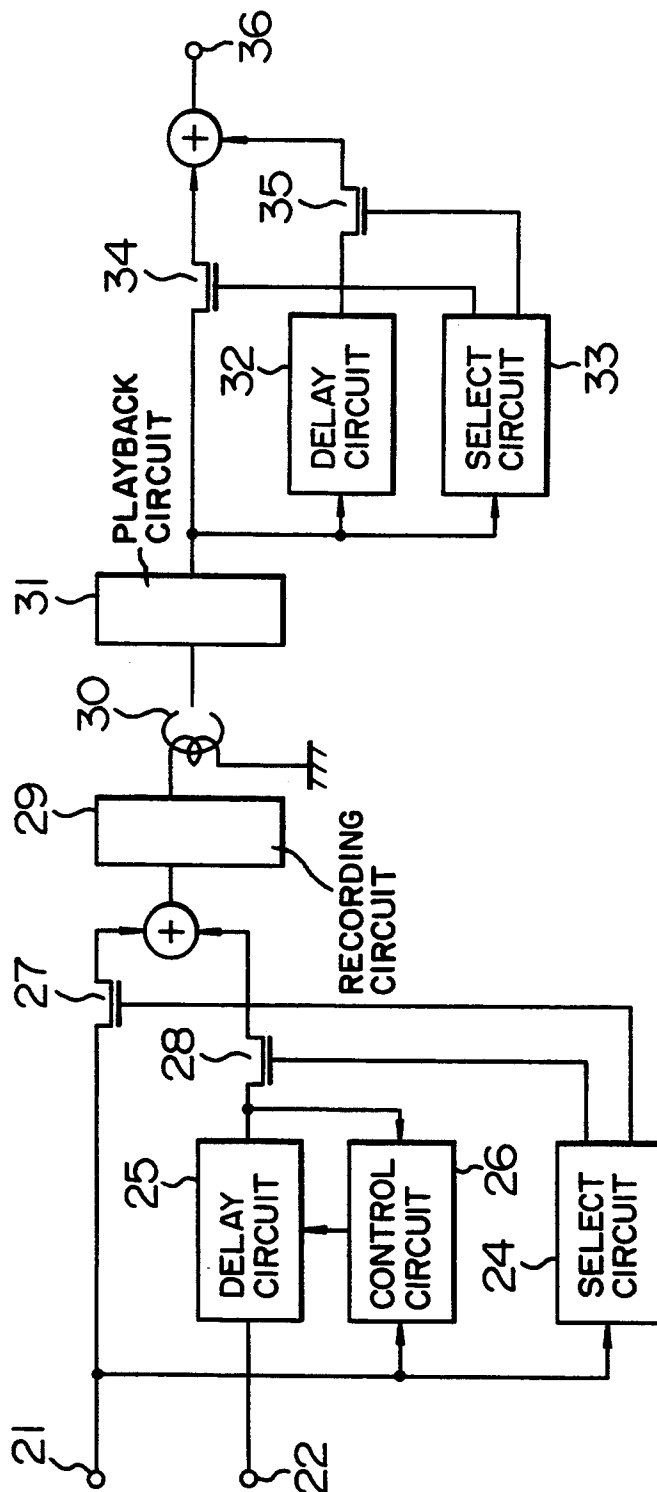 21
22
DELAY
CIRCUIT
25
CONTROL
CIRCUIT
26
SELECT
CIRCUIT
24
27
28
29
RECORDING
CIRCUIT
30
31
PLAYBACK
CIRCUIT
DELAY
CIRCUIT
32
SELECT
CIRCUIT
33
34
35
36